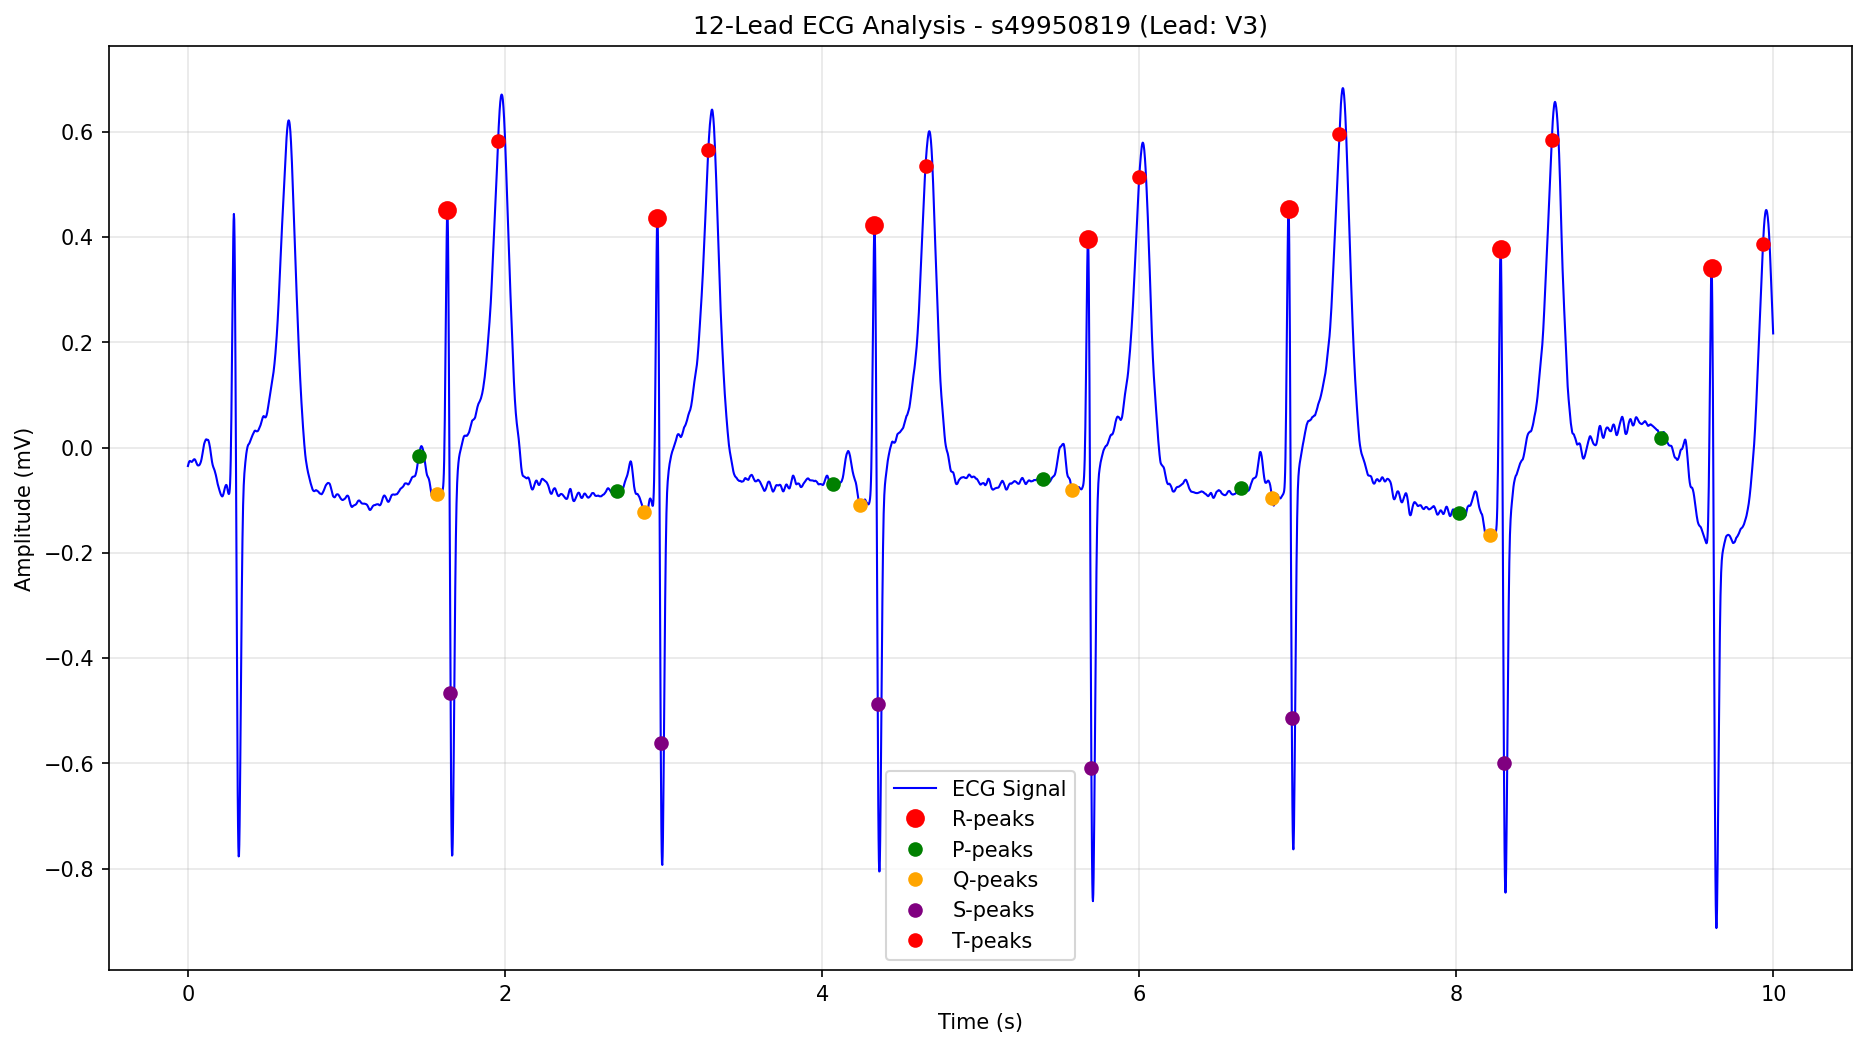 12-Lead ECG Analysis - s49950819 (Lead: V3)
Amplitude (mV)
0.6
0.4
0.2
0.0
−0.2
−0.4
−0.6
−0.8
ECG Signal
R-peaks
P-peaks
Q-peaks
S-peaks
T-peaks
0 2 4 6 8 10
Time (s)